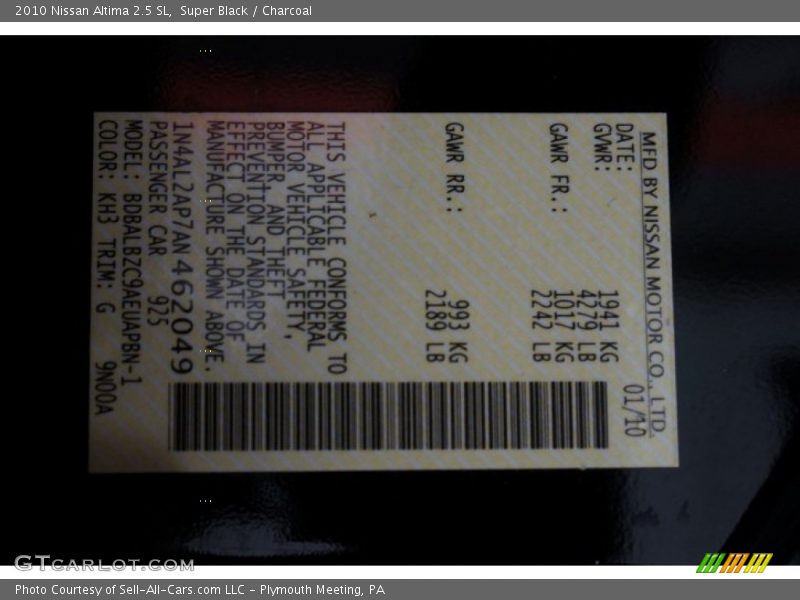 2010 Nissan Altima 2.5 SL, Super Black / Charcoal
MFD BY NISSAN MOTOR CO., LTD.
DATE: 01/10
GVWR: 1941 KG
4279 LB
GAWR FR.: 1017 KG
2242 LB
GAWR RR.: 993 KG
2189 LB
THIS VEHICLE CONFORMS TO
ALL APPLICABLE FEDERAL
MOTOR VEHICLE SAFETY,
BUMPER, AND THEFT
PREVENTION STANDARDS IN
EFFECT ON THE DATE OF
MANUFACTURE SHOWN ABOVE.
1N4AL2AP7AN462049
PASSENGER CAR 925
MODEL: BDBALBZC9AEUAPBN-1
COLOR: KH3 TRIM: G 9N00A
GTCARLOT.COM
Photo Courtesy of Sell-All-Cars.com LLC - Plymouth Meeting, PA